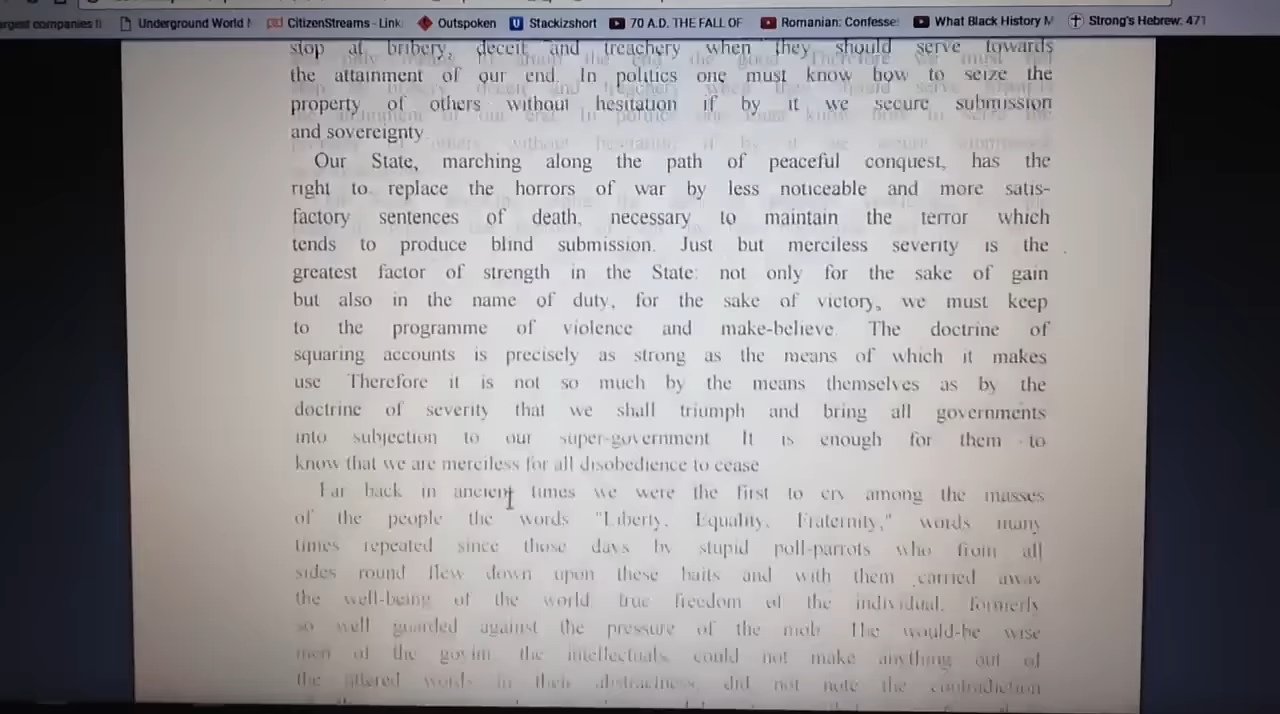 argest companies fi Underground World N CitizenStreams - Link Outspoken Stackizshort 70 A.D. THE FALL OF Romanian: Confesse What Black History M Strong's Hebrew: 471
stop at bribery, deceit and treachery when they should serve towards
the attainment of our end. In politics one must know how to seize the
property of others without hesitation if by it we secure submission
and sovereignty
Our State, marching along the path of peaceful conquest, has the
right to replace the horrors of war by less noticeable and more satis-
factory sentences of death, necessary to maintain the terror which
tends to produce blind submission. Just but merciless severity is the
greatest factor of strength in the State: not only for the sake of gain
but also in the name of duty, for the sake of victory, we must keep
to the programme of violence and make-believe. The doctrine of
squaring accounts is precisely as strong as the means of which it makes
use Therefore it is not so much by the means themselves as by the
doctrine of severity that we shall triumph and bring all governments
into subjection to our super-government It is enough for them to
know that we are merciless for all disobedience to cease
Far back in ancient times we were the first to cry among the masses
of the people the words "Liberty, Equality, Fraternity," words many
times repeated since those days by stupid poll-parrots who from all
sides round flew down upon these baits and with them carried away
the well-being of the world, true freedom of the individual, formerly
so well guarded against the pressure of the mob The would-be wise
men of the goyim, the intellectuals, could not make anything out of
the uttered words in their abstractness, did not note the contradiction